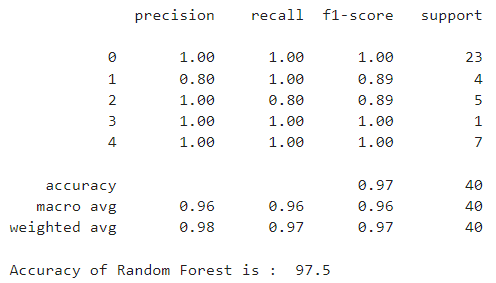 precision recall f1-score support
0 1.00 1.00 1.00 23
1 0.80 1.00 0.89 4
2 1.00 0.80 0.89 5
3 1.00 1.00 1.00 1
4 1.00 1.00 1.00 7
accuracy 0.97 40
macro avg 0.96 0.96 0.96 40
weighted avg 0.98 0.97 0.97 40
Accuracy of Random Forest is : 97.5